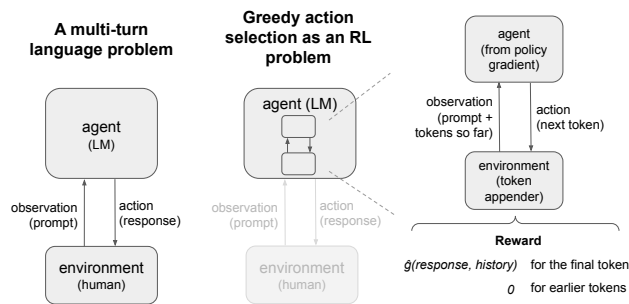 A multi-turn
language problem
agent
(LM)
observation
(prompt)
action
(response)
environment
(human)
Greedy action
selection as an RL
problem
agent (LM)
observation
(prompt)
action
(response)
environment
(human)
agent
(from policy
gradient)
observation
(prompt +
tokens so far)
action
(next token)
environment
(token
appender)
Reward
ĝ(response, history) for the final token
0 for earlier tokens